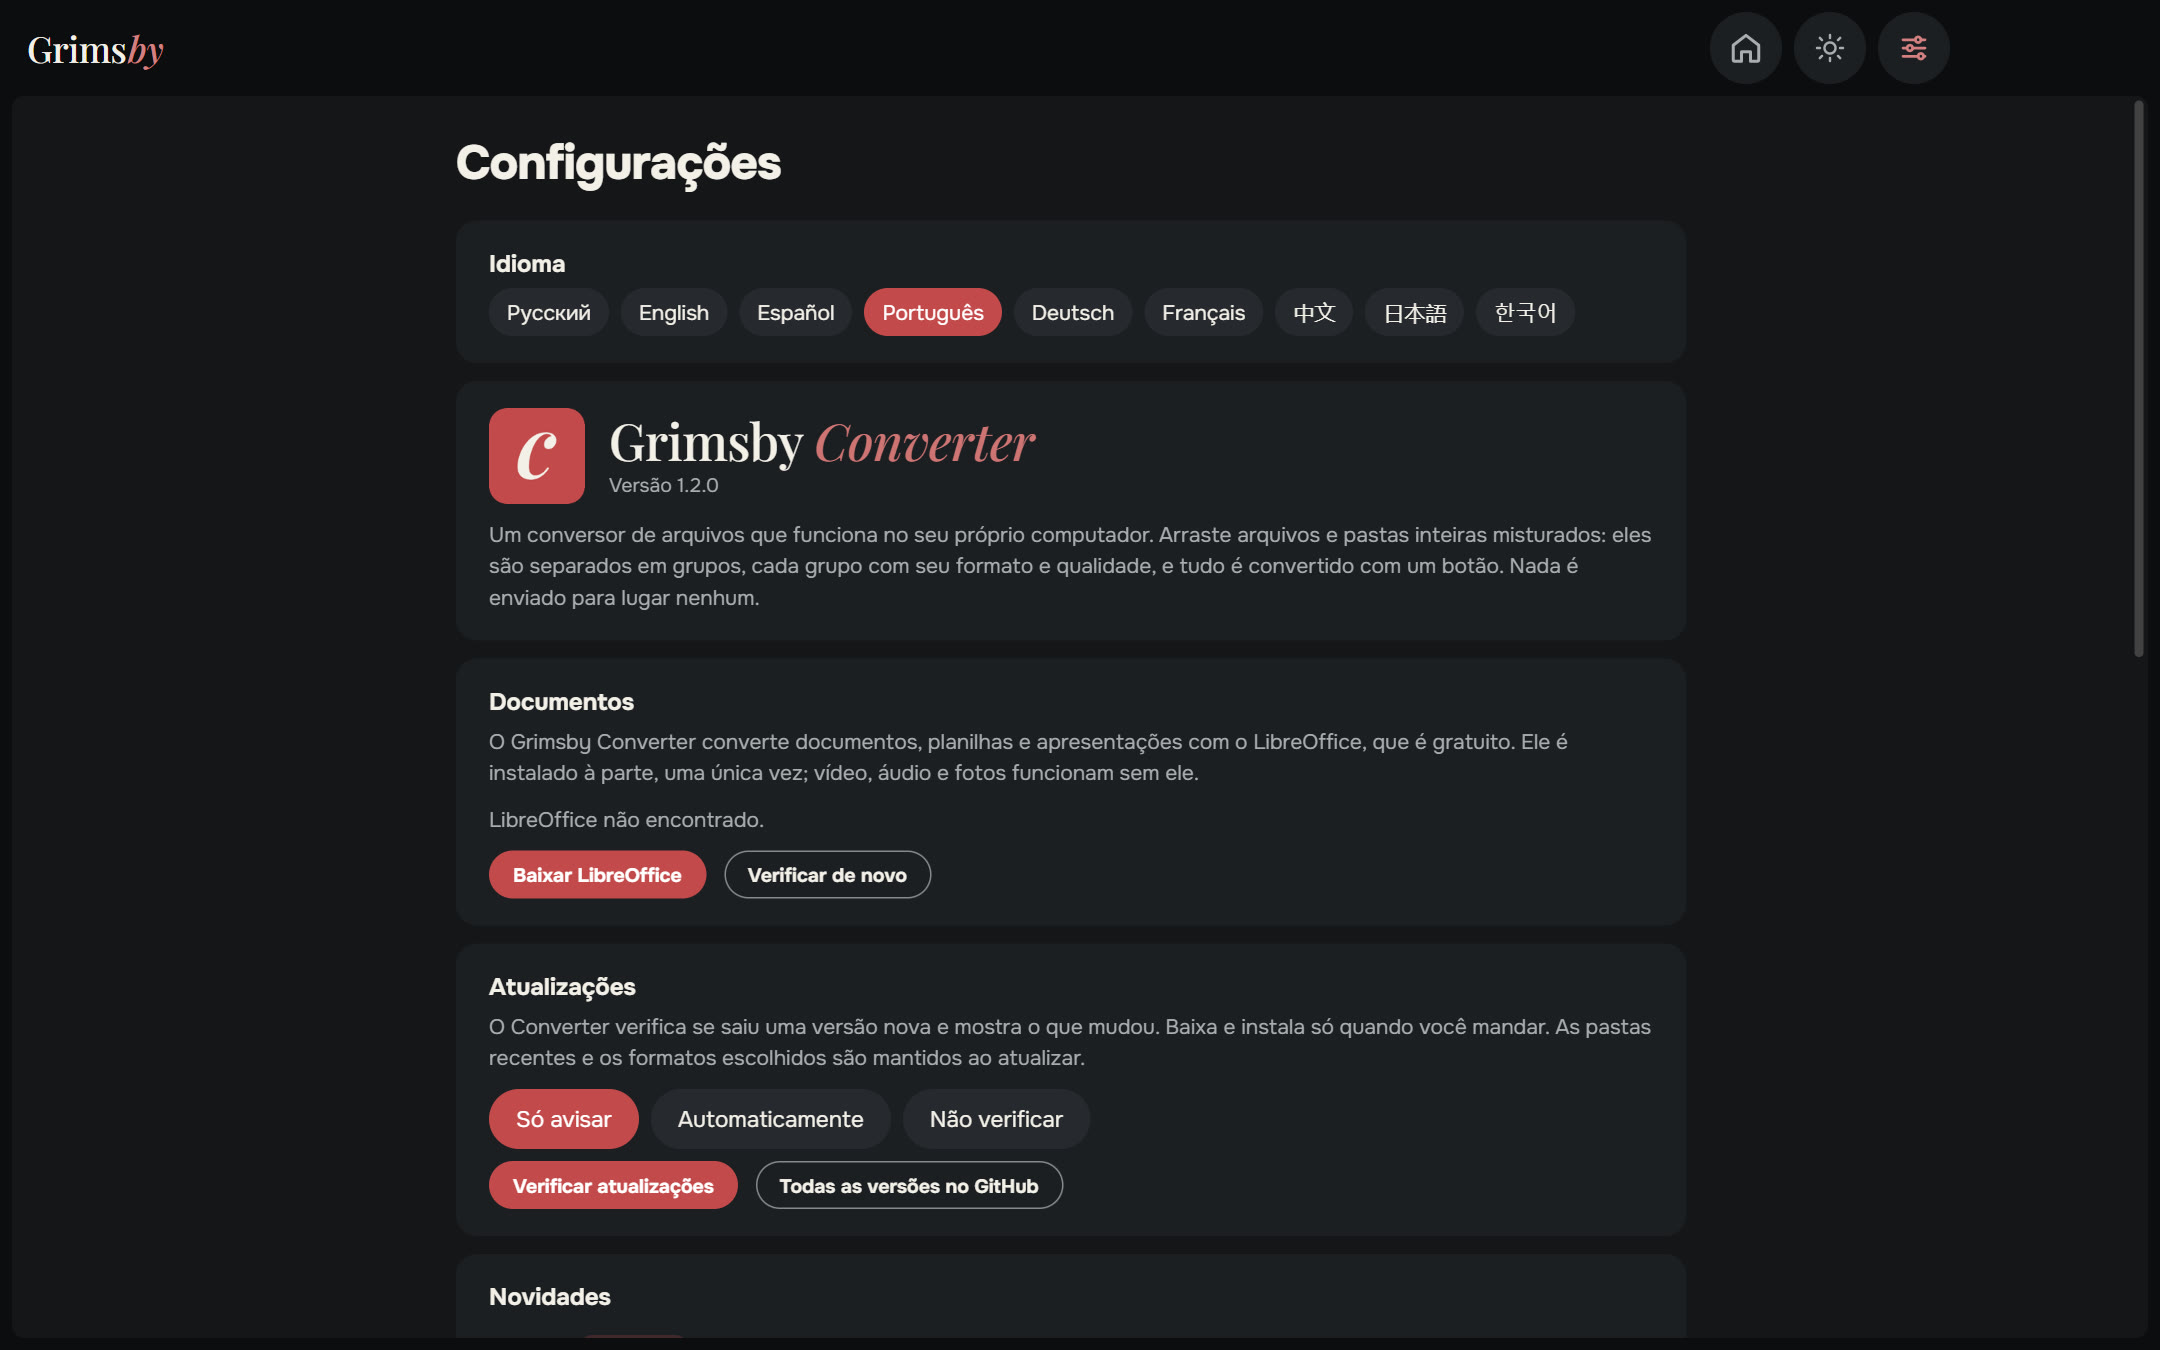 Grimsby
Configurações
Idioma
Русский English Español Português Deutsch Français 中文 日本語 한국어
C
Grimsby Converter
Versão 1.2.0
Um conversor de arquivos que funciona no seu próprio computador. Arraste arquivos e pastas inteiras misturados: eles
são separados em grupos, cada grupo com seu formato e qualidade, e tudo é convertido com um botão. Nada é
enviado para lugar nenhum.
Documentos
O Grimsby Converter converte documentos, planilhas e apresentações com o LibreOffice, que é gratuito. Ele é
instalado à parte, uma única vez; vídeo, áudio e fotos funcionam sem ele.
LibreOffice não encontrado.
Baixar LibreOffice Verificar de novo
Atualizações
O Converter verifica se saiu uma versão nova e mostra o que mudou. Baixa e instala só quando você mandar. As pastas
recentes e os formatos escolhidos são mantidos ao atualizar.
Só avisar Automaticamente Não verificar
Verificar atualizações Todas as versões no GitHub
Novidades